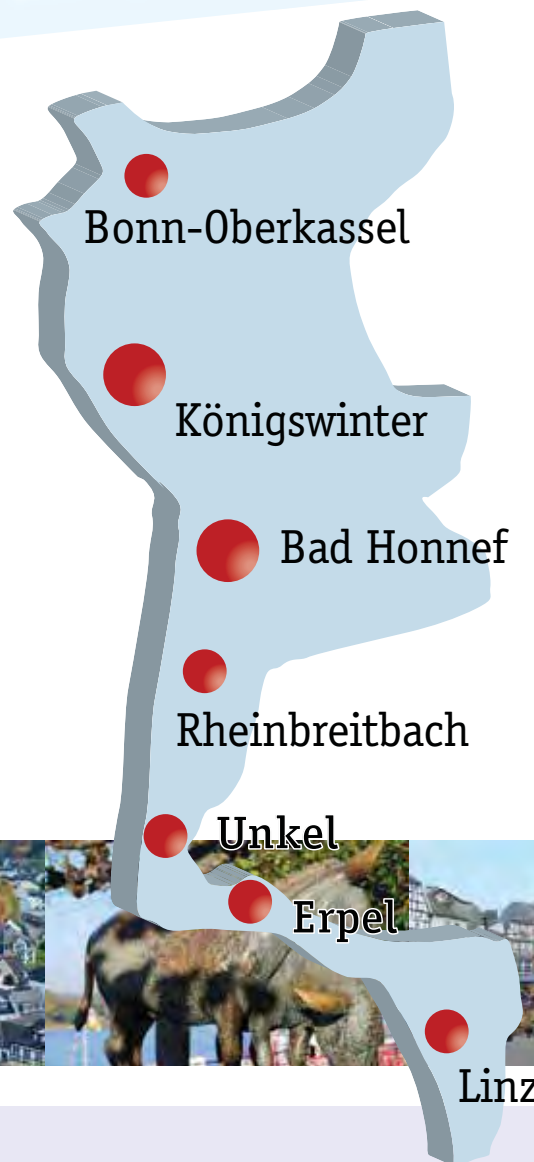 Bonn-Oberkassel
Königswinter
Bad Honnef
Rheinbreitbach
Unkel
Erpel
Linz